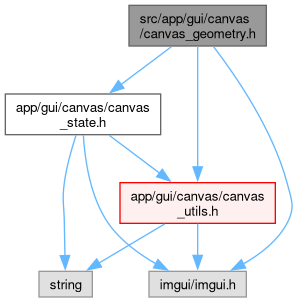 src/app/gui/canvas
/canvas_geometry.h
app/gui/canvas/canvas
_state.h
app/gui/canvas/canvas
_utils.h
string
imgui/imgui.h